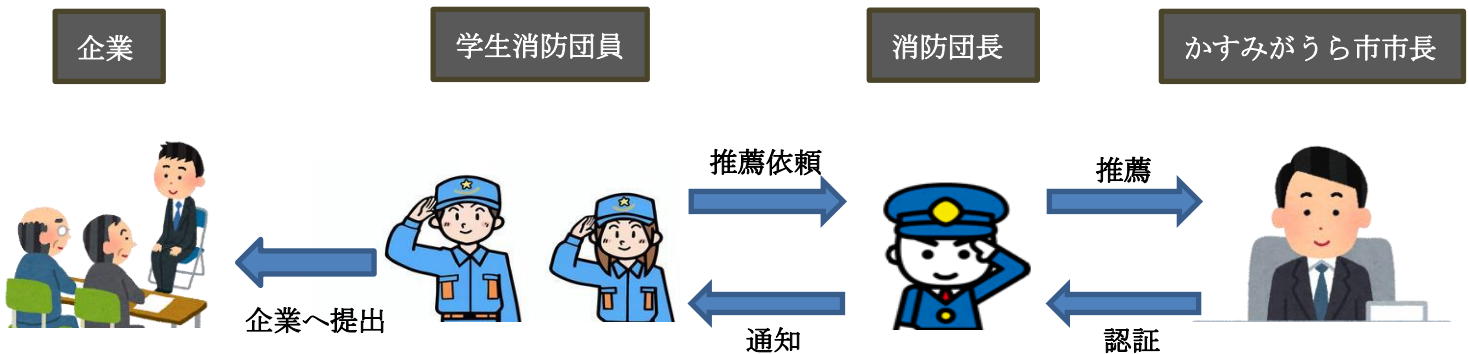 企業
学生消防団員
消防団長
かすみがうら市市長
推薦依頼
推薦
企業へ提出
通知
認証